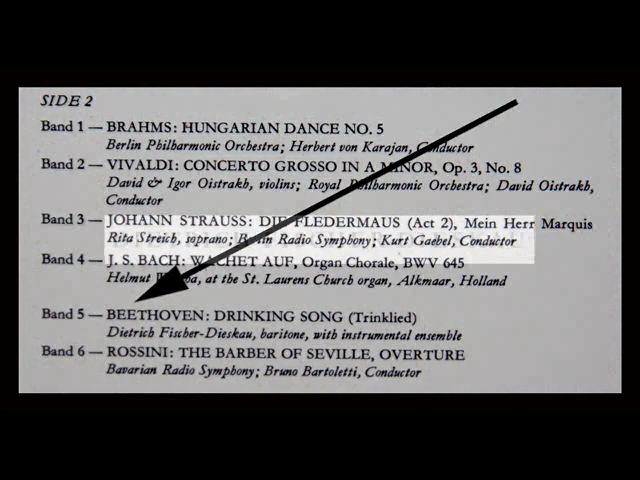 SIDE 2
Band 1 — BRAHMS: HUNGARIAN DANCE NO. 5
Berlin Philharmonic Orchestra; Herbert von Karajan, Conductor
Band 2 — VIVALDI: CONCERTO GROSSO IN A MINOR, Op. 3, No. 8
David & Igor Oistrakh, violins; Royal Philharmonic Orchestra; David Oistrakh,
Conductor
Band 3 — JOHANN STRAUSS: DIE FLEDERMAUS (Act 2), Mein Herr Marquis
Rita Streich, soprano; Berlin Radio Symphony; Kurt Gaebel, Conductor
Band 4 — J. S. BACH: WACHET AUF, Organ Chorale, BWV 645
Helmut at the St. Laurens Church organ, Alkmaar, Holland
Band 5 — BEETHOVEN: DRINKING SONG (Trinklied)
Dietrich Fischer-Dieskau, baritone, with instrumental ensemble
Band 6 — ROSSINI: THE BARBER OF SEVILLE, OVERTURE
Bavarian Radio Symphony; Bruno Bartoletti, Conductor